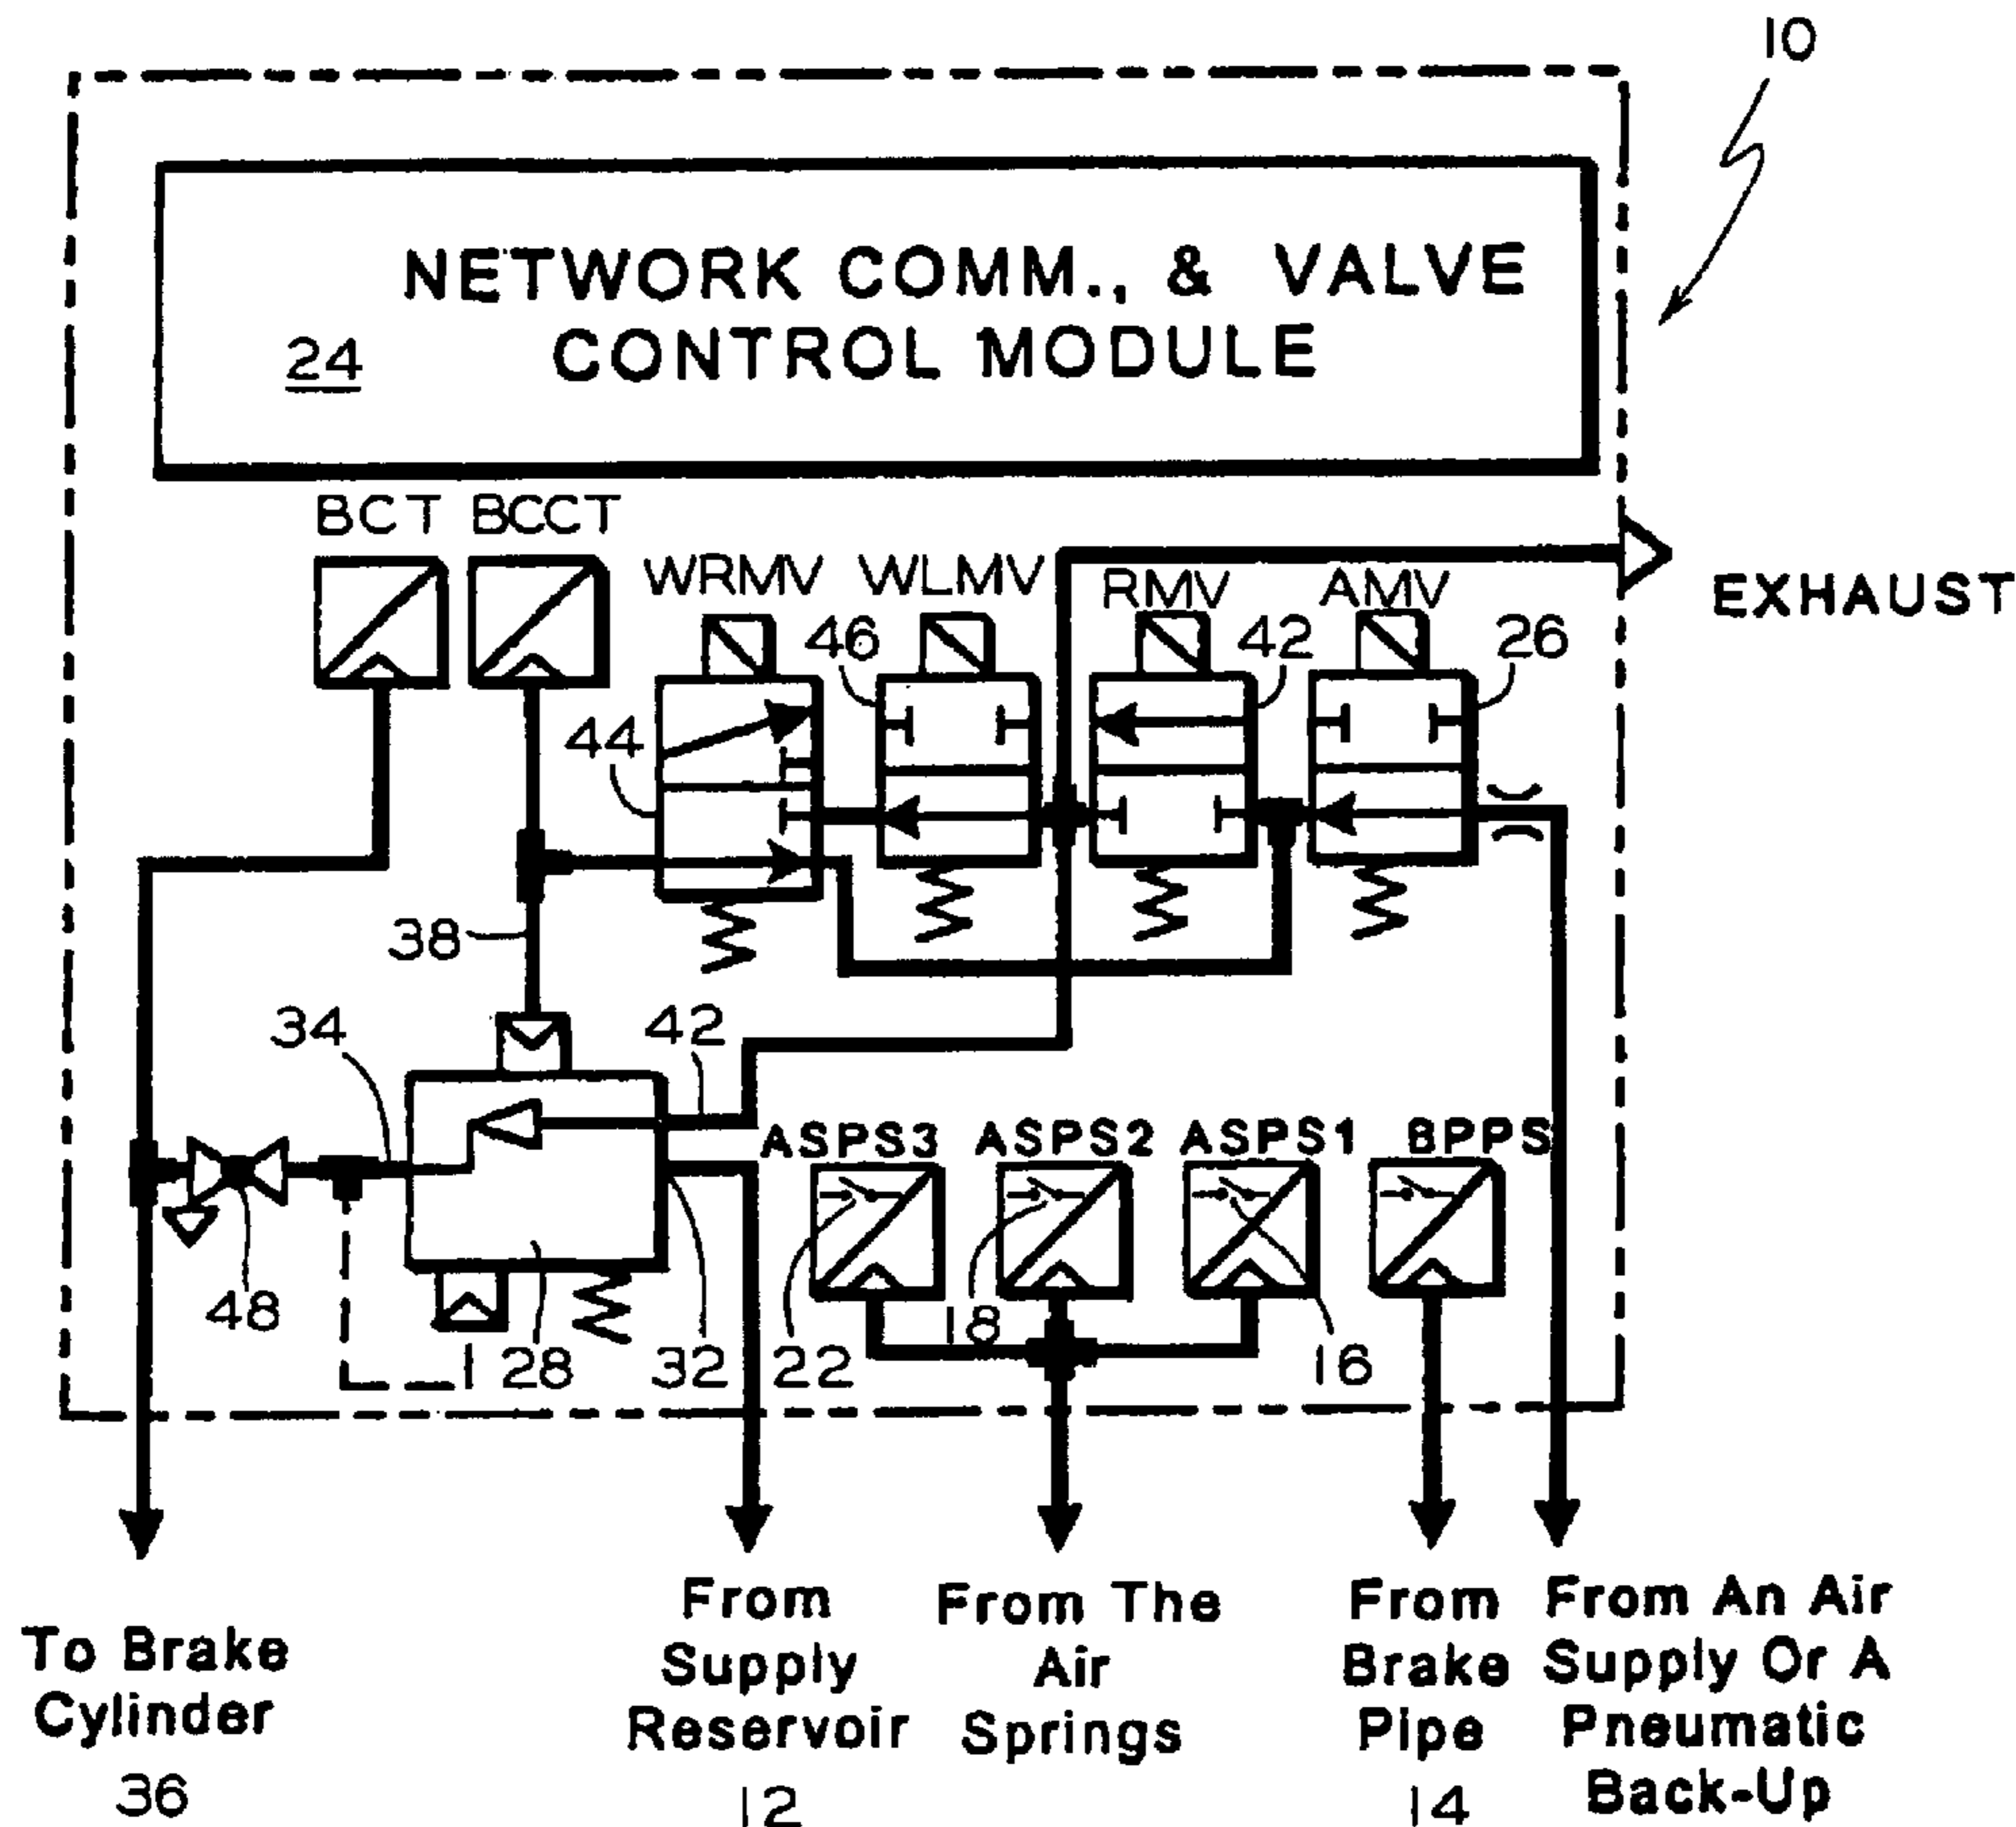 10
NETWORK COMM., & VALVE
24 CONTROL MODULE
BCT BCCT
WRMV WLMV RMV AMV
EXHAUST
46 42 26
44
38
34 42
ASPS3 ASPS2 ASPS1 BPPS
48 28 32 22 18 16
To Brake
Cylinder
36
From
Supply
Reservoir
12
From The
Air
Springs
From
Brake
Pipe
14
From An Air
Supply Or A
Pneumatic
Back-Up